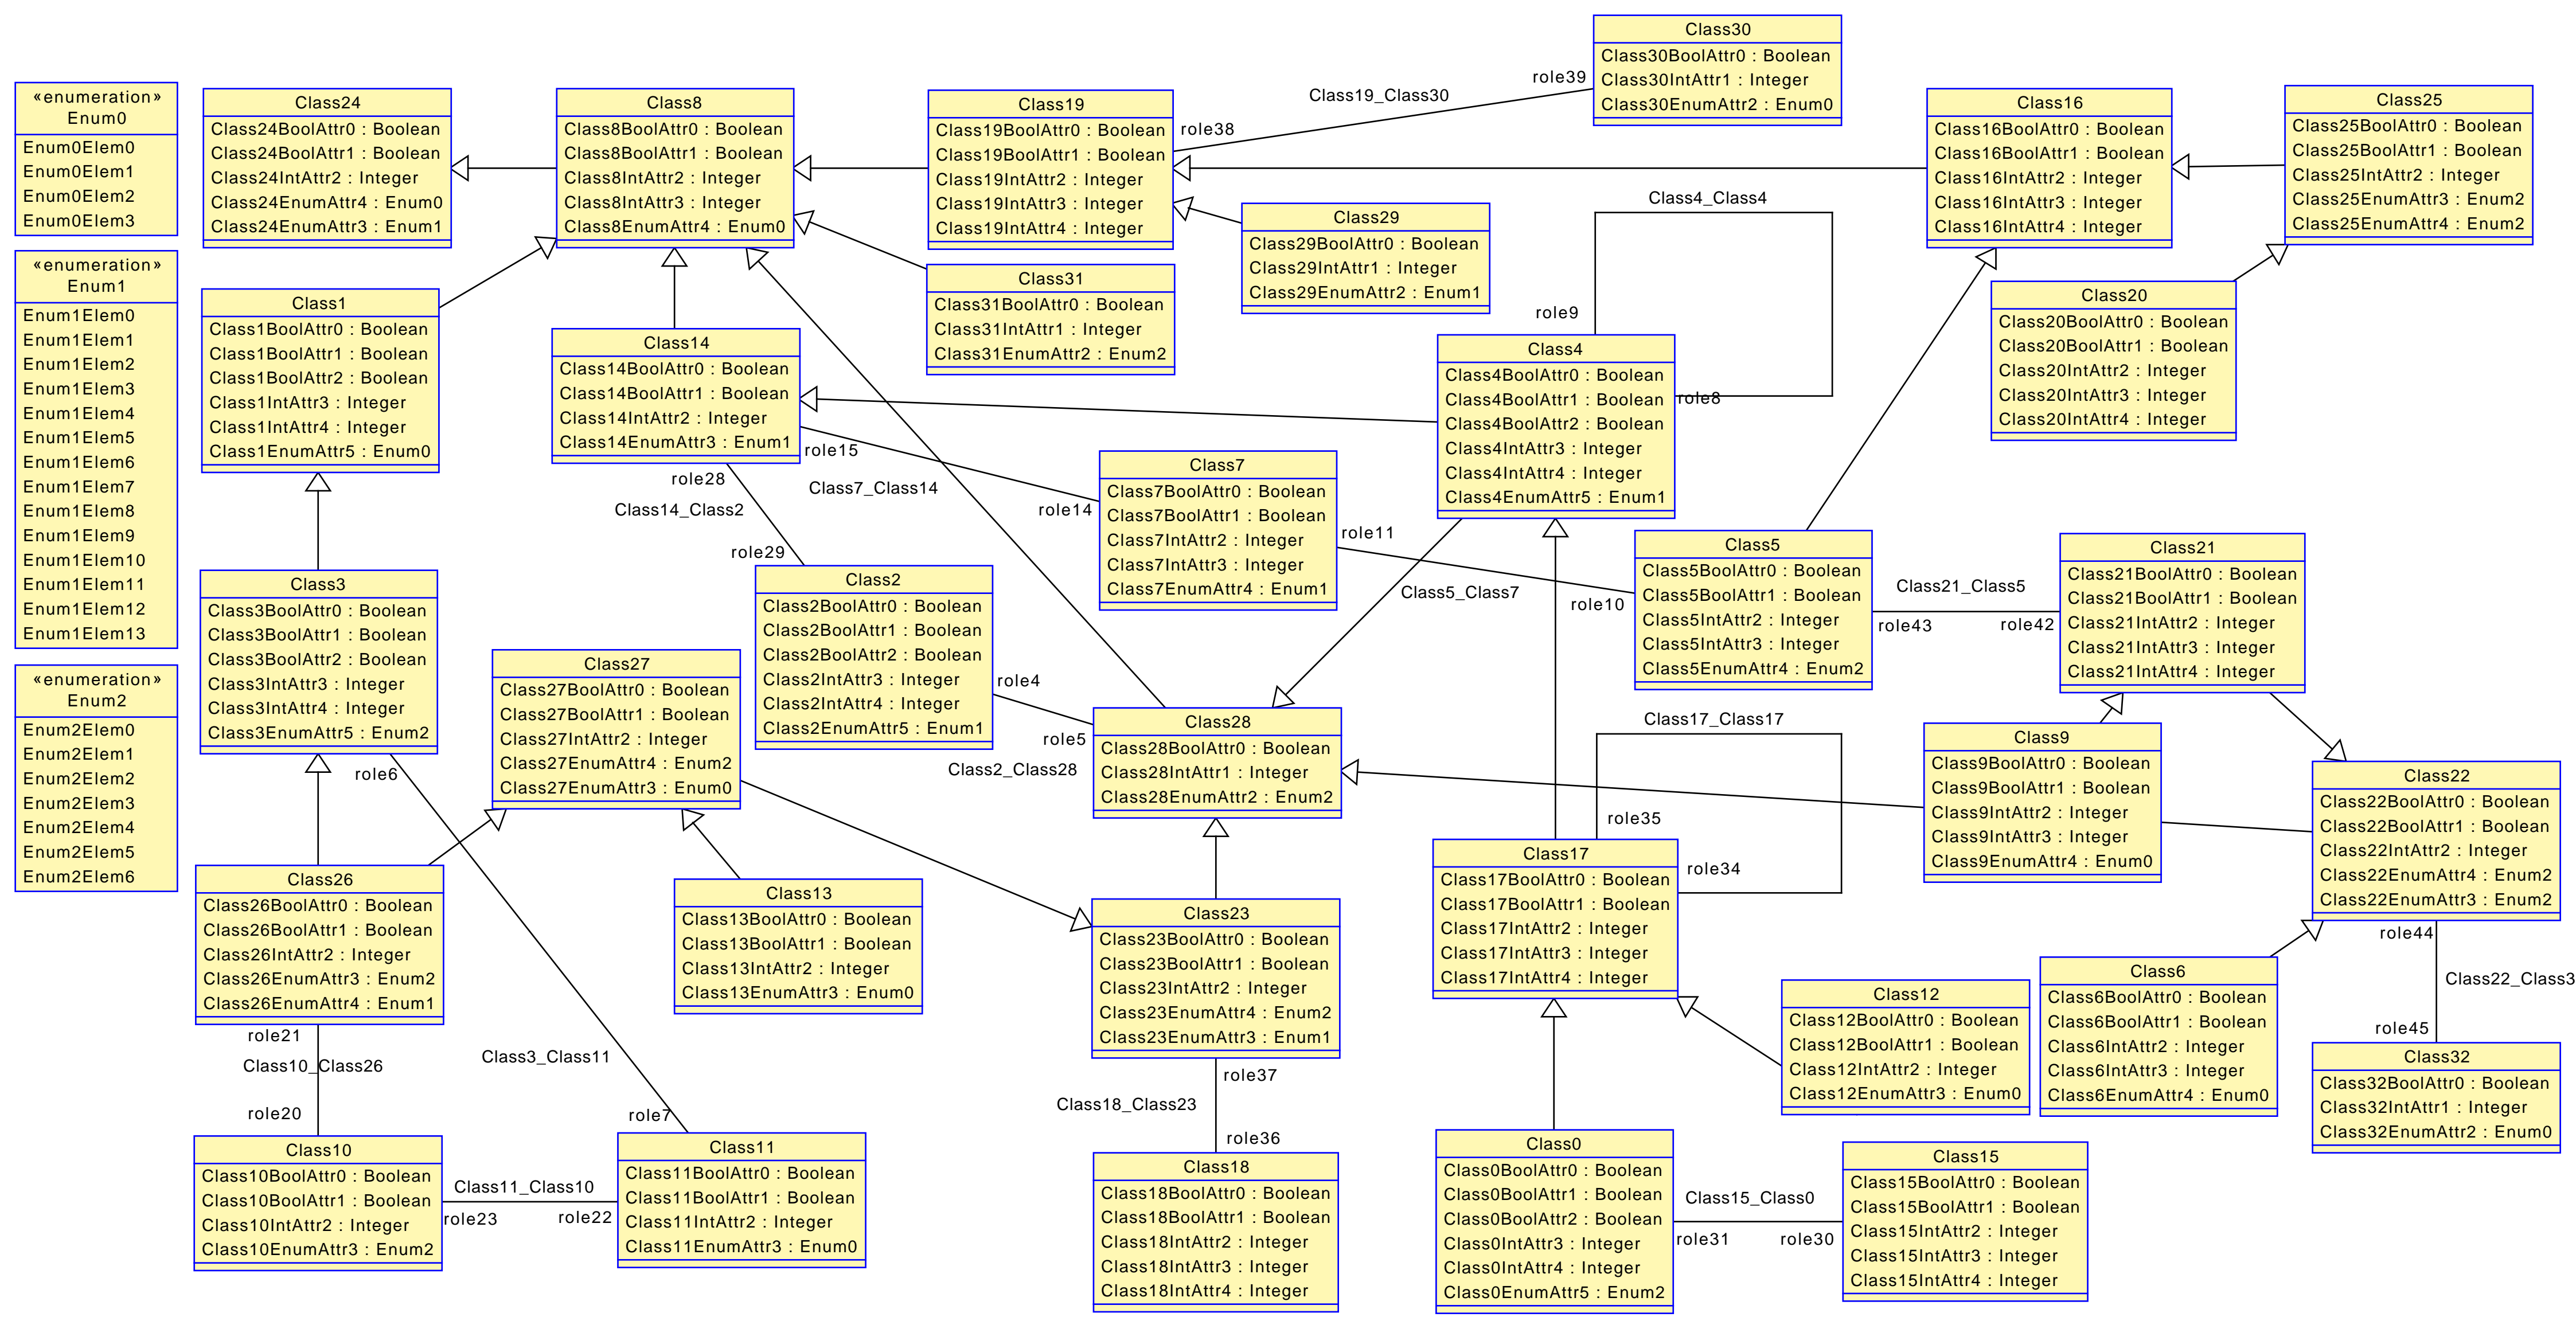 «enumeration»
Enum0
Enum0Elem0
Enum0Elem1
Enum0Elem2
Enum0Elem3
«enumeration»
Enum1
Enum1Elem0
Enum1Elem1
Enum1Elem2
Enum1Elem3
Enum1Elem4
Enum1Elem5
Enum1Elem6
Enum1Elem7
Enum1Elem8
Enum1Elem9
Enum1Elem10
Enum1Elem11
Enum1Elem12
Enum1Elem13
«enumeration»
Enum2
Enum2Elem0
Enum2Elem1
Enum2Elem2
Enum2Elem3
Enum2Elem4
Enum2Elem5
Enum2Elem6
Class24
Class24BoolAttr0 : Boolean
Class24BoolAttr1 : Boolean
Class24IntAttr2 : Integer
Class24EnumAttr4 : Enum0
Class24EnumAttr3 : Enum1
Class8
Class8BoolAttr0 : Boolean
Class8BoolAttr1 : Boolean
Class8IntAttr2 : Integer
Class8IntAttr3 : Integer
Class8EnumAttr4 : Enum0
Class19
Class19BoolAttr0 : Boolean
Class19BoolAttr1 : Boolean
Class19IntAttr2 : Integer
Class19IntAttr3 : Integer
Class19IntAttr4 : Integer
role38
Class19_Class30
role39
Class30
Class30BoolAttr0 : Boolean
Class30IntAttr1 : Integer
Class30EnumAttr2 : Enum0
Class16
Class16BoolAttr0 : Boolean
Class16BoolAttr1 : Boolean
Class16IntAttr2 : Integer
Class16IntAttr3 : Integer
Class16IntAttr4 : Integer
Class25
Class25BoolAttr0 : Boolean
Class25BoolAttr1 : Boolean
Class25IntAttr2 : Integer
Class25EnumAttr3 : Enum2
Class25EnumAttr4 : Enum2
Class29
Class29BoolAttr0 : Boolean
Class29IntAttr1 : Integer
Class29EnumAttr2 : Enum1
Class31
Class31BoolAttr0 : Boolean
Class31IntAttr1 : Integer
Class31EnumAttr2 : Enum2
Class20
Class20BoolAttr0 : Boolean
Class20BoolAttr1 : Boolean
Class20IntAttr2 : Integer
Class20IntAttr3 : Integer
Class20IntAttr4 : Integer
Class1
Class1BoolAttr0 : Boolean
Class1BoolAttr1 : Boolean
Class1BoolAttr2 : Boolean
Class1IntAttr3 : Integer
Class1IntAttr4 : Integer
Class1EnumAttr5 : Enum0
Class14
Class14BoolAttr0 : Boolean
Class14BoolAttr1 : Boolean
Class14IntAttr2 : Integer
Class14EnumAttr3 : Enum1
role15
role28
Class7_Class14
Class14_Class2
role14
role29
Class4_Class4
role9
role8
Class4
Class4BoolAttr0 : Boolean
Class4BoolAttr1 : Boolean
Class4BoolAttr2 : Boolean
Class4IntAttr3 : Integer
Class4IntAttr4 : Integer
Class4EnumAttr5 : Enum1
Class7
Class7BoolAttr0 : Boolean
Class7BoolAttr1 : Boolean
Class7IntAttr2 : Integer
Class7IntAttr3 : Integer
Class7EnumAttr4 : Enum1
role11
Class5_Class7
role10
Class5
Class5BoolAttr0 : Boolean
Class5BoolAttr1 : Boolean
Class5IntAttr2 : Integer
Class5IntAttr3 : Integer
Class5EnumAttr4 : Enum2
Class21_Class5
role43
role42
Class21
Class21BoolAttr0 : Boolean
Class21BoolAttr1 : Boolean
Class21IntAttr2 : Integer
Class21IntAttr3 : Integer
Class21IntAttr4 : Integer
Class3
Class3BoolAttr0 : Boolean
Class3BoolAttr1 : Boolean
Class3BoolAttr2 : Boolean
Class3IntAttr3 : Integer
Class3IntAttr4 : Integer
Class3EnumAttr5 : Enum2
role6
Class27
Class27BoolAttr0 : Boolean
Class27BoolAttr1 : Boolean
Class27IntAttr2 : Integer
Class27EnumAttr4 : Enum2
Class27EnumAttr3 : Enum0
Class2
Class2BoolAttr0 : Boolean
Class2BoolAttr1 : Boolean
Class2BoolAttr2 : Boolean
Class2IntAttr3 : Integer
Class2IntAttr4 : Integer
Class2EnumAttr5 : Enum1
role4
role5
Class2_Class28
Class28
Class28BoolAttr0 : Boolean
Class28IntAttr1 : Integer
Class28EnumAttr2 : Enum2
Class17_Class17
role35
role34
Class17
Class17BoolAttr0 : Boolean
Class17BoolAttr1 : Boolean
Class17IntAttr2 : Integer
Class17IntAttr3 : Integer
Class17IntAttr4 : Integer
Class9
Class9BoolAttr0 : Boolean
Class9BoolAttr1 : Boolean
Class9IntAttr2 : Integer
Class9IntAttr3 : Integer
Class9EnumAttr4 : Enum0
Class22
Class22BoolAttr0 : Boolean
Class22BoolAttr1 : Boolean
Class22IntAttr2 : Integer
Class22EnumAttr4 : Enum2
Class22EnumAttr3 : Enum2
role44
Class22_Class3
role45
Class26
Class26BoolAttr0 : Boolean
Class26BoolAttr1 : Boolean
Class26IntAttr2 : Integer
Class26EnumAttr3 : Enum2
Class26EnumAttr4 : Enum1
role21
Class10_Class26
role20
Class13
Class13BoolAttr0 : Boolean
Class13BoolAttr1 : Boolean
Class13IntAttr2 : Integer
Class13EnumAttr3 : Enum0
Class23
Class23BoolAttr0 : Boolean
Class23BoolAttr1 : Boolean
Class23IntAttr2 : Integer
Class23EnumAttr4 : Enum2
Class23EnumAttr3 : Enum1
role37
Class18_Class23
role36
Class12
Class12BoolAttr0 : Boolean
Class12BoolAttr1 : Boolean
Class12IntAttr2 : Integer
Class12EnumAttr3 : Enum0
Class6
Class6BoolAttr0 : Boolean
Class6BoolAttr1 : Boolean
Class6IntAttr2 : Integer
Class6IntAttr3 : Integer
Class6EnumAttr4 : Enum0
Class32
Class32BoolAttr0 : Boolean
Class32IntAttr1 : Integer
Class32EnumAttr2 : Enum0
Class3_Class11
role7
Class10
Class10BoolAttr0 : Boolean
Class10BoolAttr1 : Boolean
Class10IntAttr2 : Integer
Class10EnumAttr3 : Enum2
Class11_Class10
role23
role22
Class11
Class11BoolAttr0 : Boolean
Class11BoolAttr1 : Boolean
Class11IntAttr2 : Integer
Class11EnumAttr3 : Enum0
Class18
Class18BoolAttr0 : Boolean
Class18BoolAttr1 : Boolean
Class18IntAttr2 : Integer
Class18IntAttr3 : Integer
Class18IntAttr4 : Integer
Class0
Class0BoolAttr0 : Boolean
Class0BoolAttr1 : Boolean
Class0BoolAttr2 : Boolean
Class0IntAttr3 : Integer
Class0IntAttr4 : Integer
Class0EnumAttr5 : Enum2
Class15_Class0
role31
role30
Class15
Class15BoolAttr0 : Boolean
Class15BoolAttr1 : Boolean
Class15IntAttr2 : Integer
Class15IntAttr3 : Integer
Class15IntAttr4 : Integer